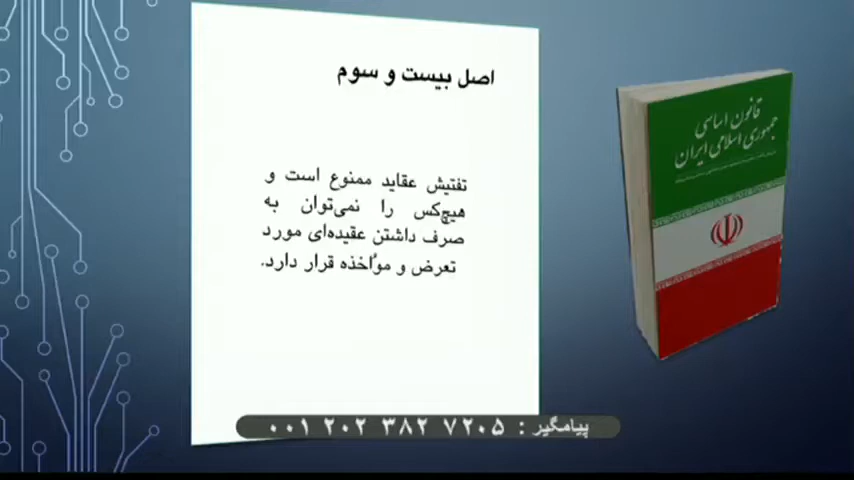 اصل بیست و سوم
تفتیش عقاید ممنوع است و
هیچ‌کس را نمی‌توان به
صرف داشتن عقیده‌ای مورد
تعرض و مؤاخذه قرار دارد.
قانون اساسی
جمهوری اسلامی ایران
پیامگیر : ۰۰۱ ۲۰۲ ۳۸۲ ۷۲۰۵